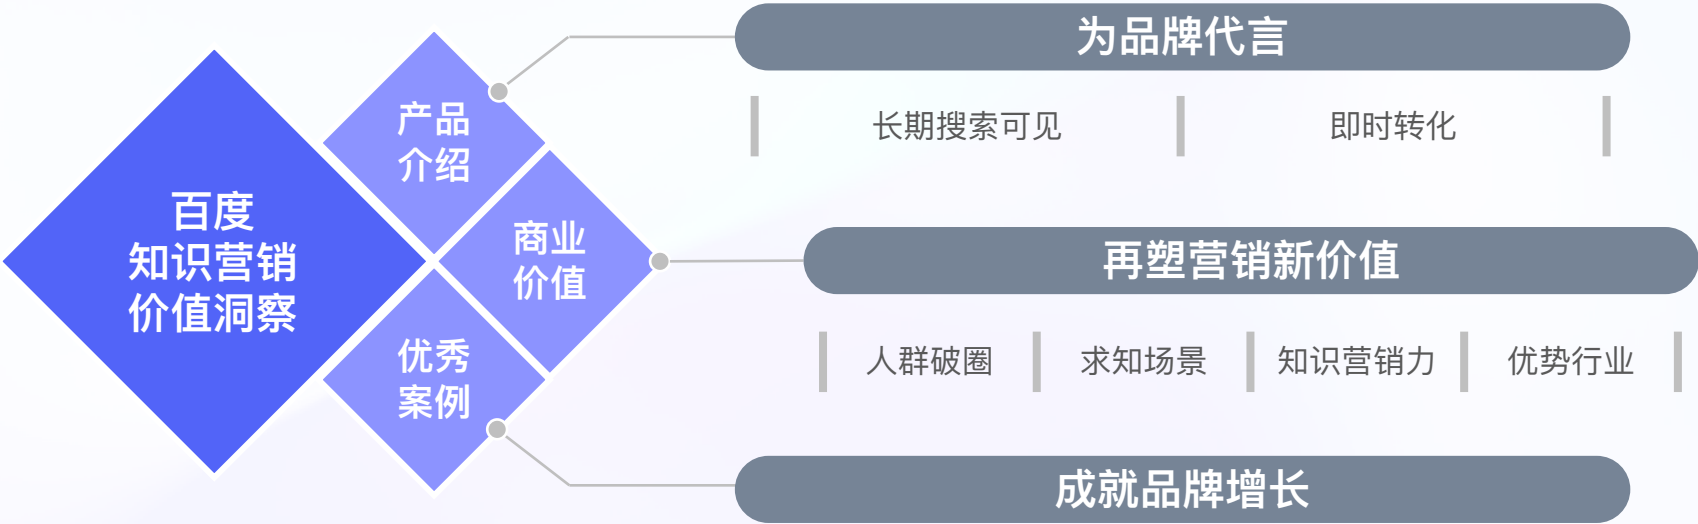 百度
知识营销
价值洞察
产品
介绍
为品牌代言
长期搜索可见
即时转化
商业
价值
再塑营销新价值
人群破圈
求知场景
知识营销力
优势行业
优秀
案例
成就品牌增长